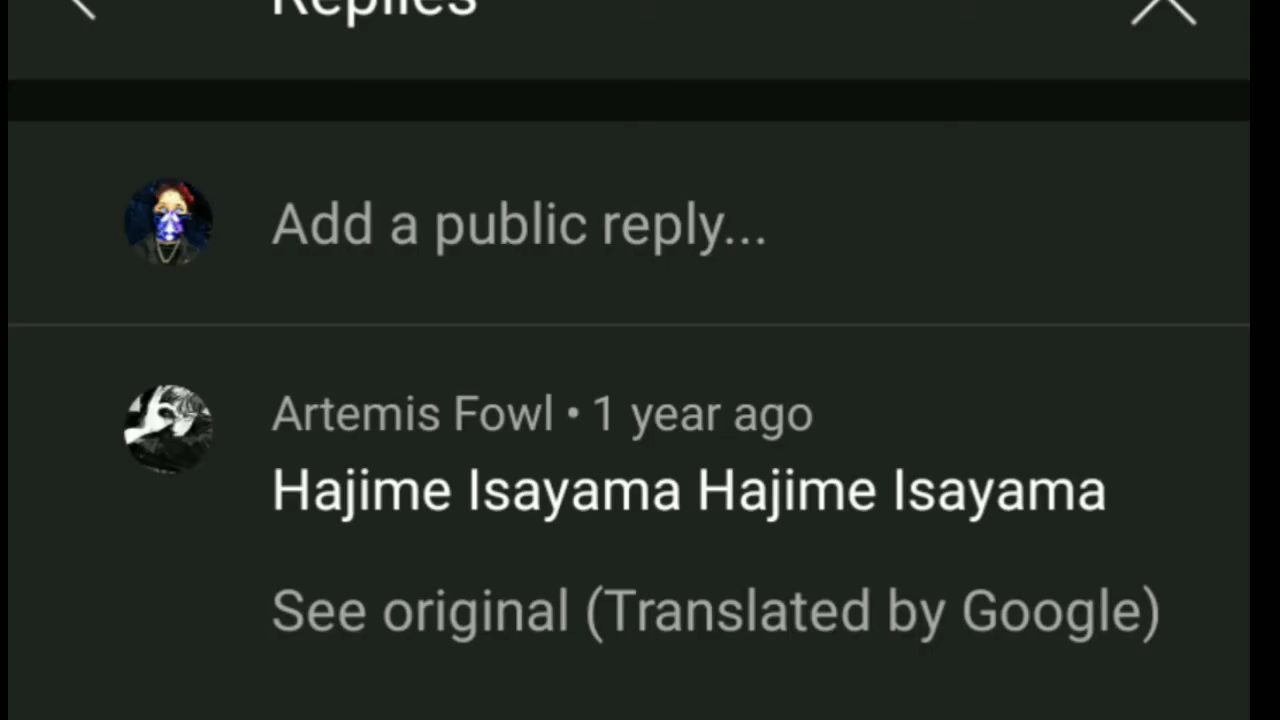 Replies
Add a public reply...
Artemis Fowl • 1 year ago
Hajime Isayama Hajime Isayama
See original (Translated by Google)